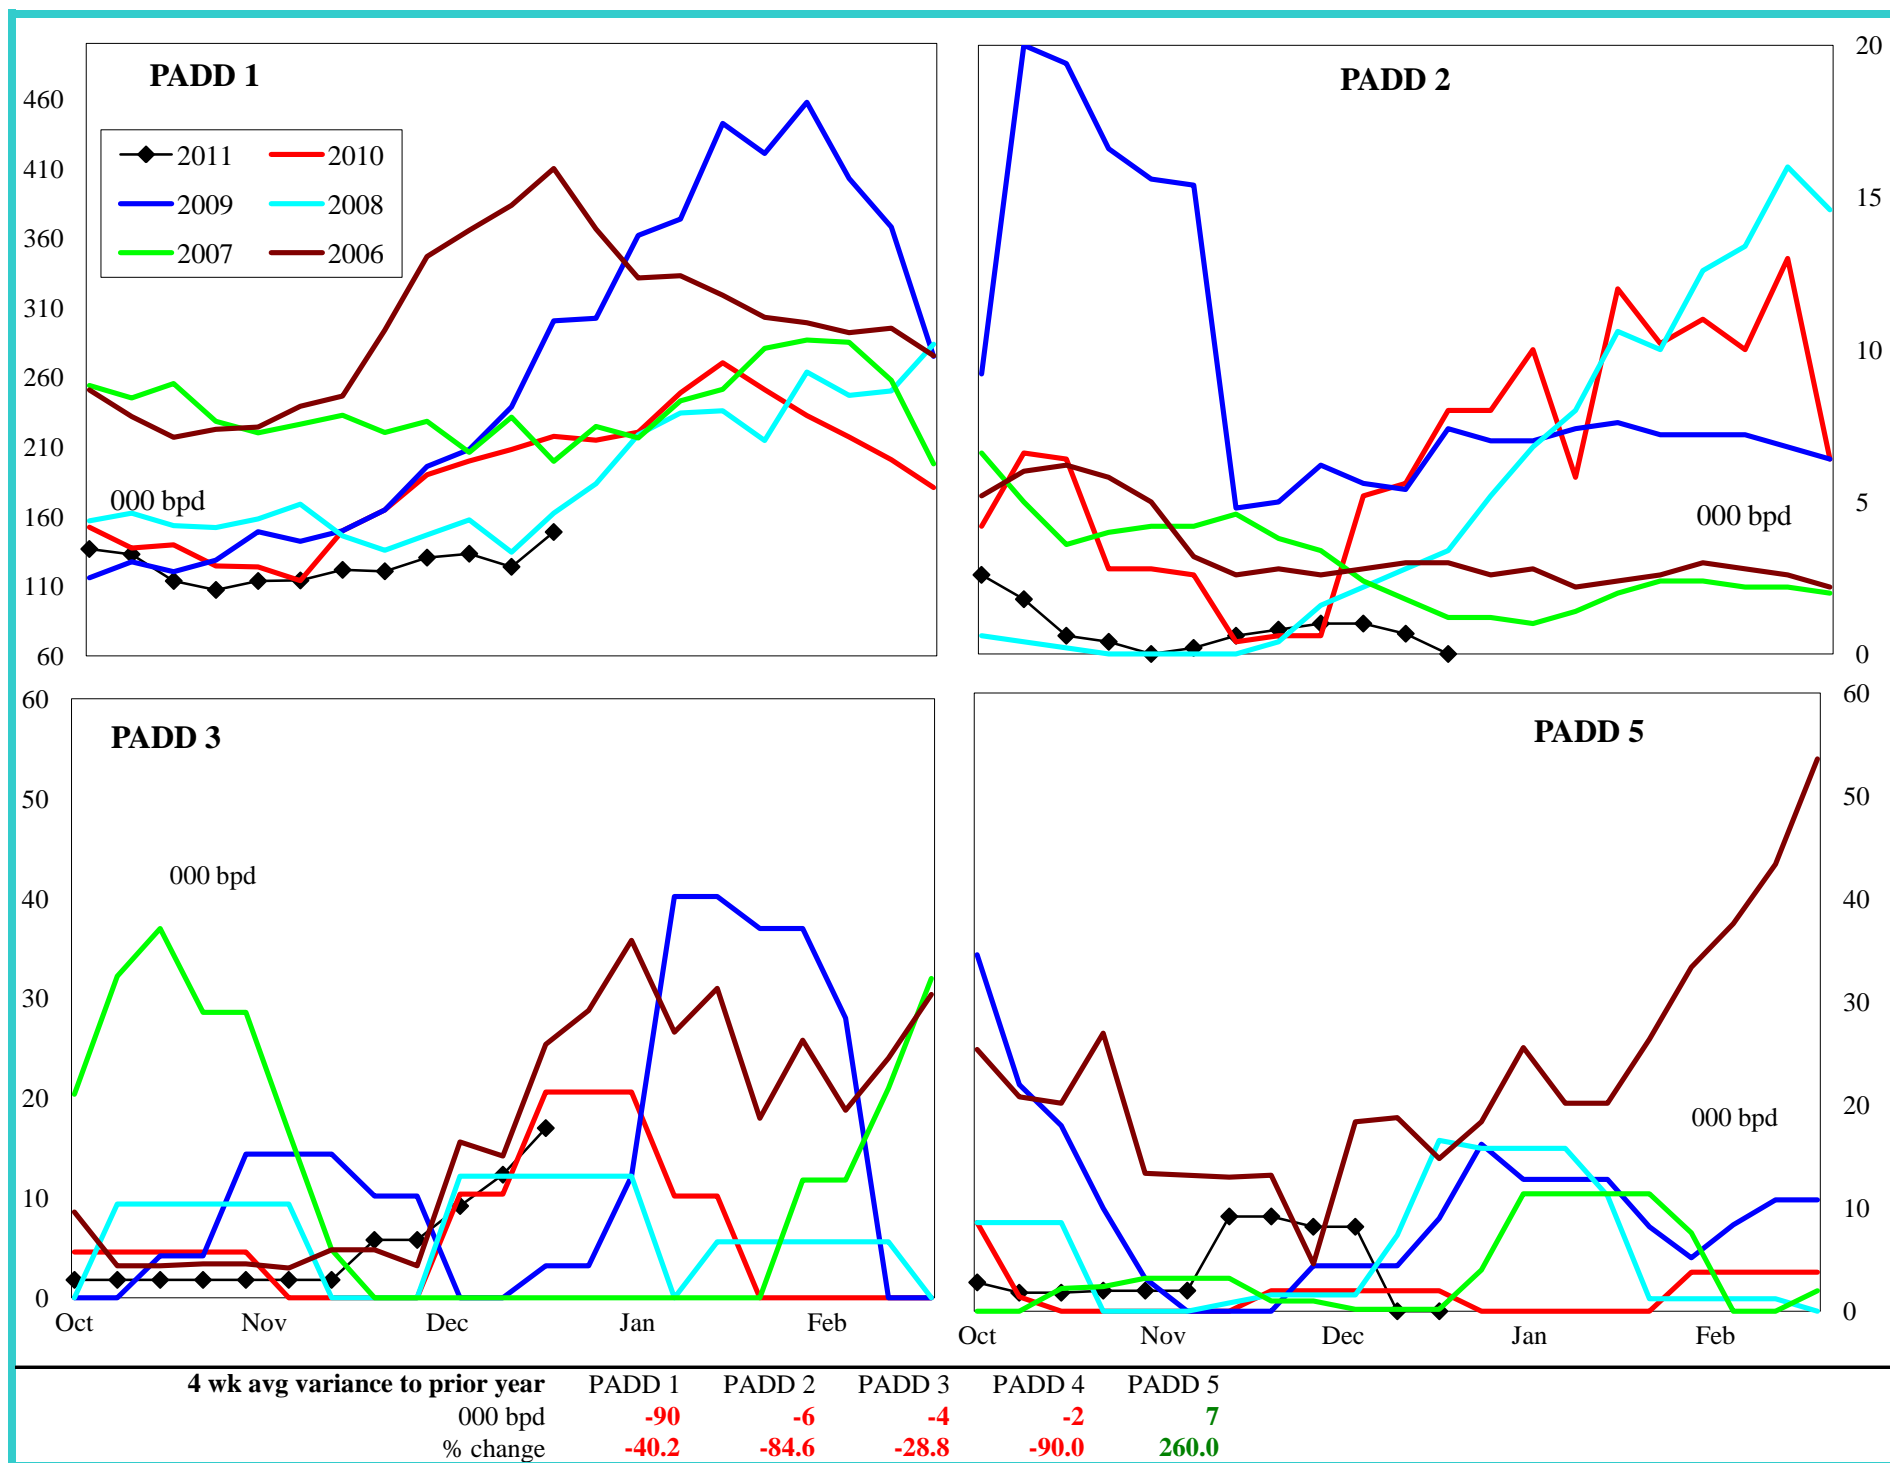 PADD 1
460
410
360
310
260
210
160
110
60
2011
2010
2009
2008
2007
2006
000 bpd
PADD 2
20
15
10
5
0
000 bpd
PADD 3
60
50
40
30
20
10
0
000 bpd
Oct Nov Dec Jan Feb
PADD 5
60
50
40
30
20
10
0
000 bpd
Oct Nov Dec Jan Feb
4 wk avg variance to prior year PADD 1 PADD 2 PADD 3 PADD 4 PADD 5
000 bpd -90 -6 -4 -2 7
% change -40.2 -84.6 -28.8 -90.0 260.0